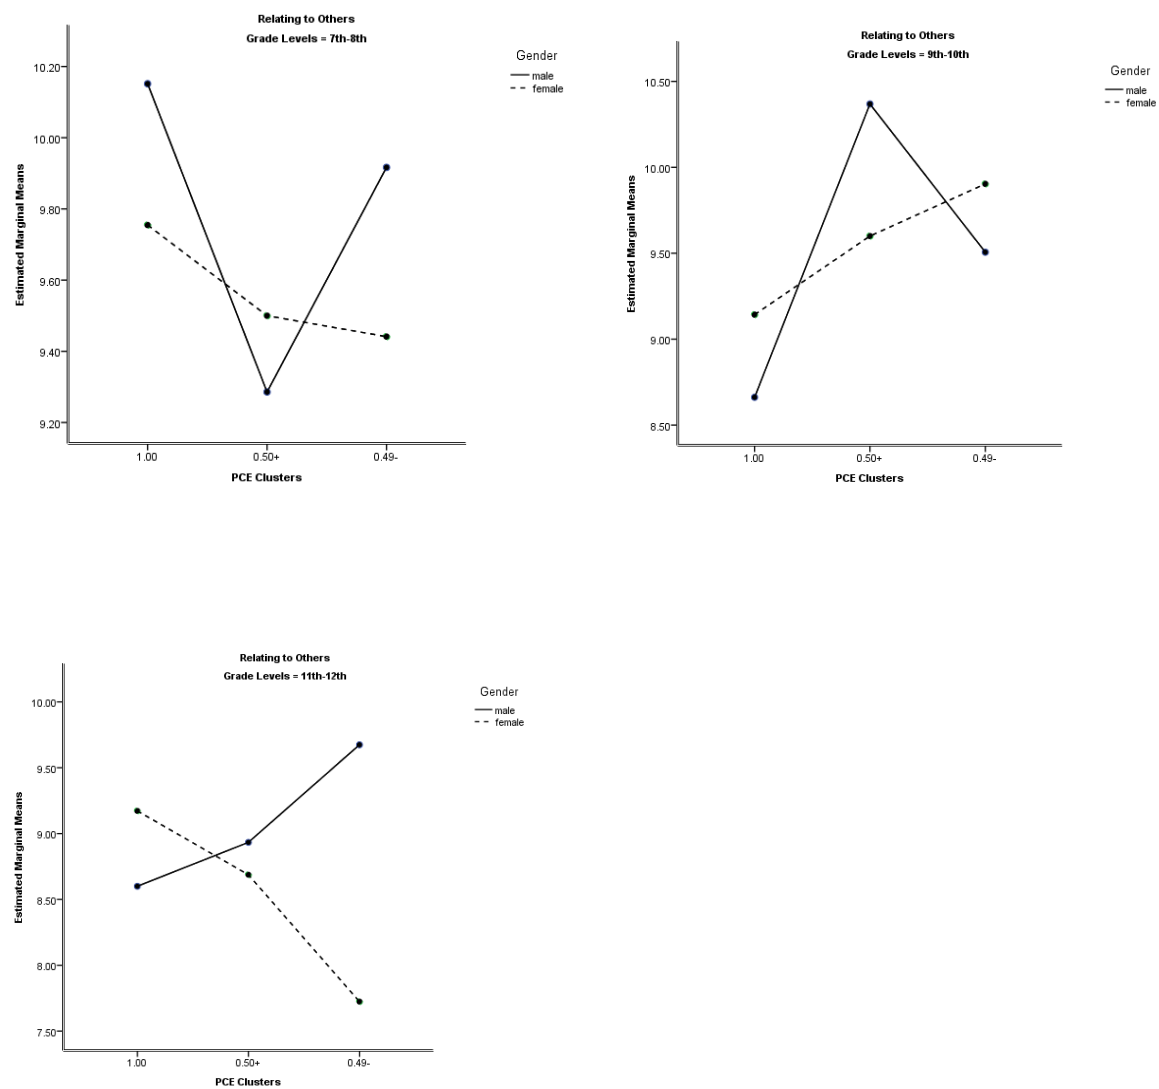 Relating to Others
Grade Levels = 7th-8th
Gender
male
female
10.20
10.00
9.80
9.60
9.40
9.20
Estimated Marginal Means
1.00
0.50+
0.49-
PCE Clusters
Relating to Others
Grade Levels = 9th-10th
Gender
male
female
10.50
10.00
9.50
9.00
8.50
Estimated Marginal Means
1.00
0.50+
0.49-
PCE Clusters
Relating to Others
Grade Levels = 11th-12th
Gender
male
female
10.00
9.50
9.00
8.50
8.00
7.50
Estimated Marginal Means
1.00
0.50+
0.49-
PCE Clusters